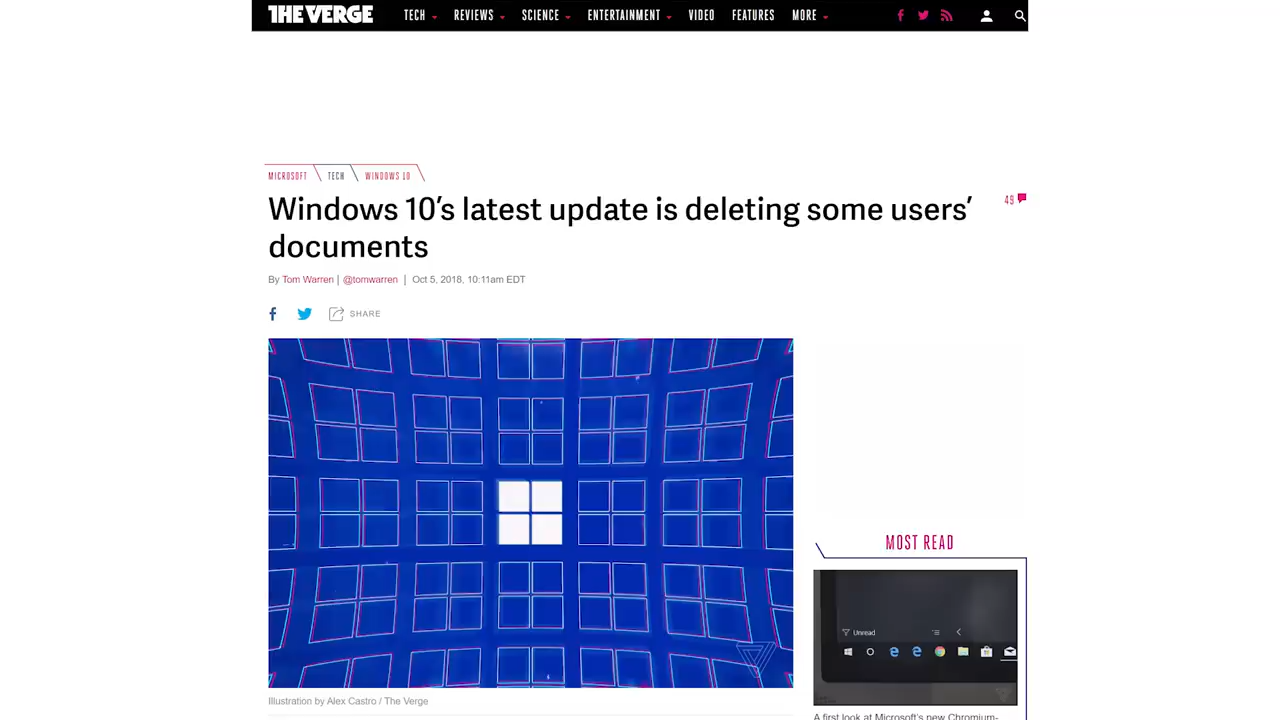 THE VERGE TECH REVIEWS SCIENCE ENTERTAINMENT VIDEO FEATURES MORE
MICROSOFT TECH WINDOWS 10
Windows 10's latest update is deleting some users'
documents
49
By Tom Warren | @tomwarren | Oct 5, 2018, 10:11am EDT
SHARE
MOST READ
Unread
Illustration by Alex Castro / The Verge
A first look at Microsoft's new Chromium-